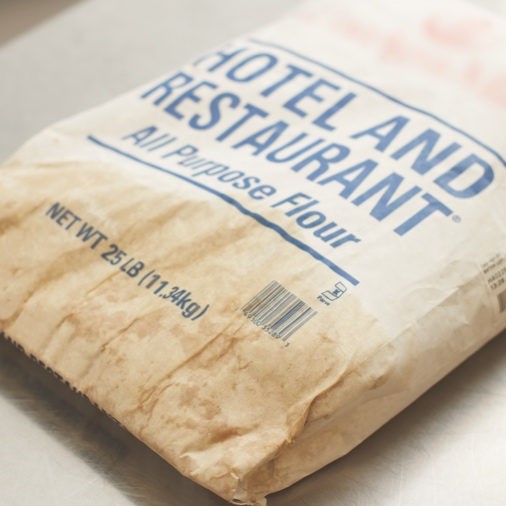 HOTEL AND
RESTAURANT®
All Purpose Flour
NET WT 25 LB (11.34kg)